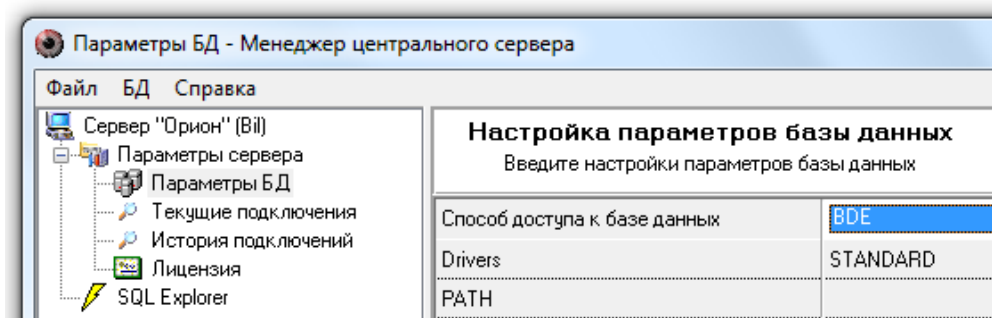 Параметры БД - Менеджер центрального сервера
Файл БД Справка
Сервер "Орион" (Bil)
Параметры сервера
Параметры БД
Текущие подключения
История подключений
Лицензия
SQL Explorer
Настройка параметров базы данных
Введите настройки параметров базы данных
Способ доступа к базе данных BDE
Drivers STANDARD
PATH